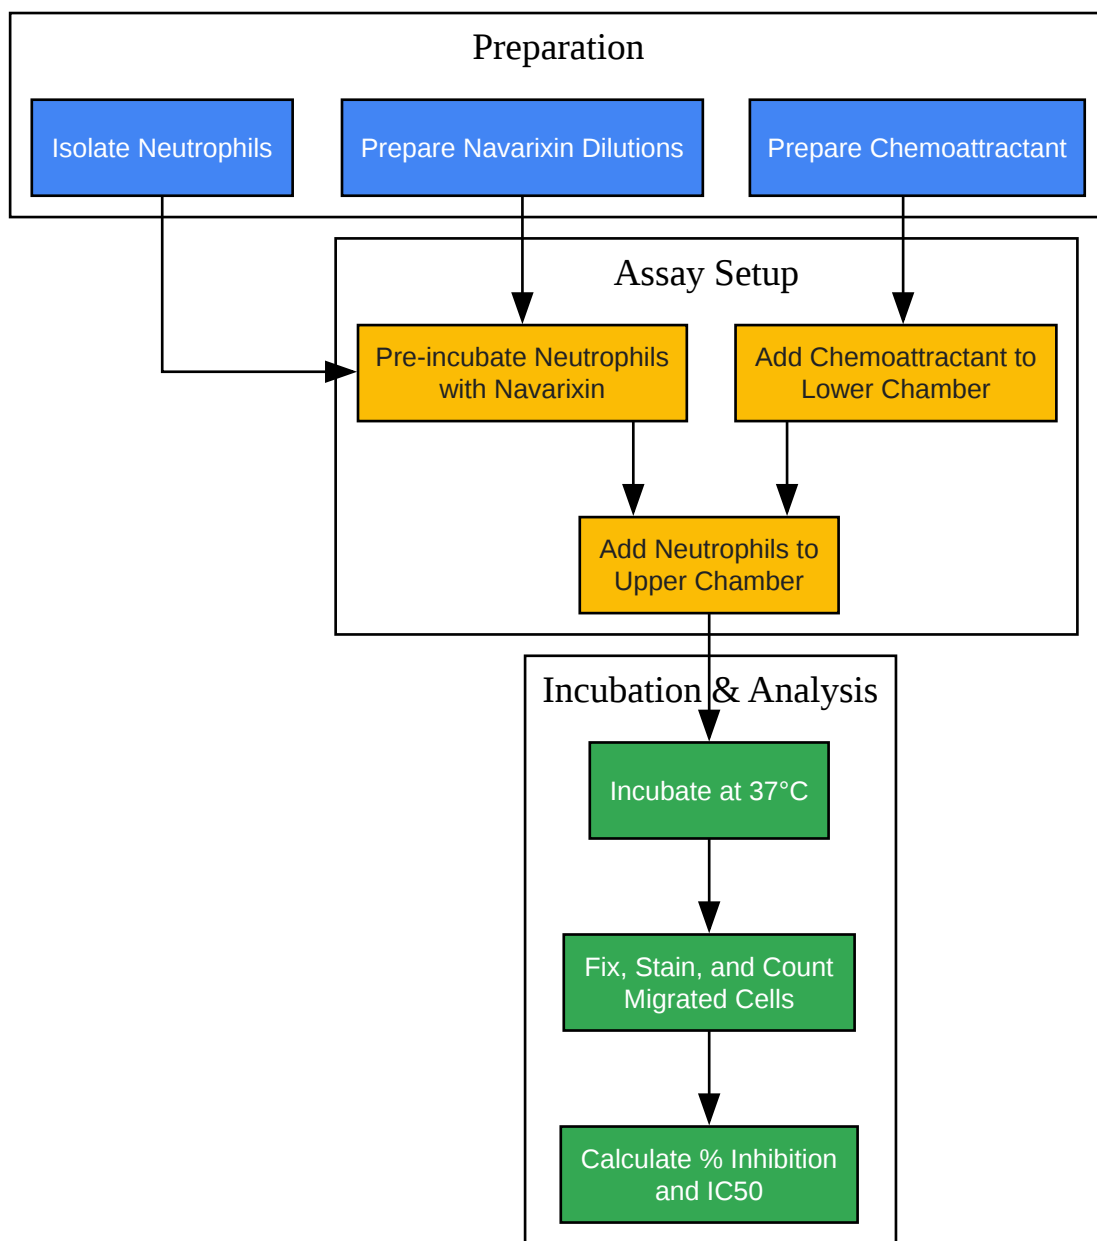 Preparation
Isolate Neutrophils
Prepare Navarixin Dilutions
Prepare Chemoattractant
Assay Setup
Pre-incubate Neutrophils
with Navarixin
Add Chemoattractant to
Lower Chamber
Add Neutrophils to
Upper Chamber
Incubation & Analysis
Incubate at 37°C
Fix, Stain, and Count
Migrated Cells
Calculate % Inhibition
and IC50